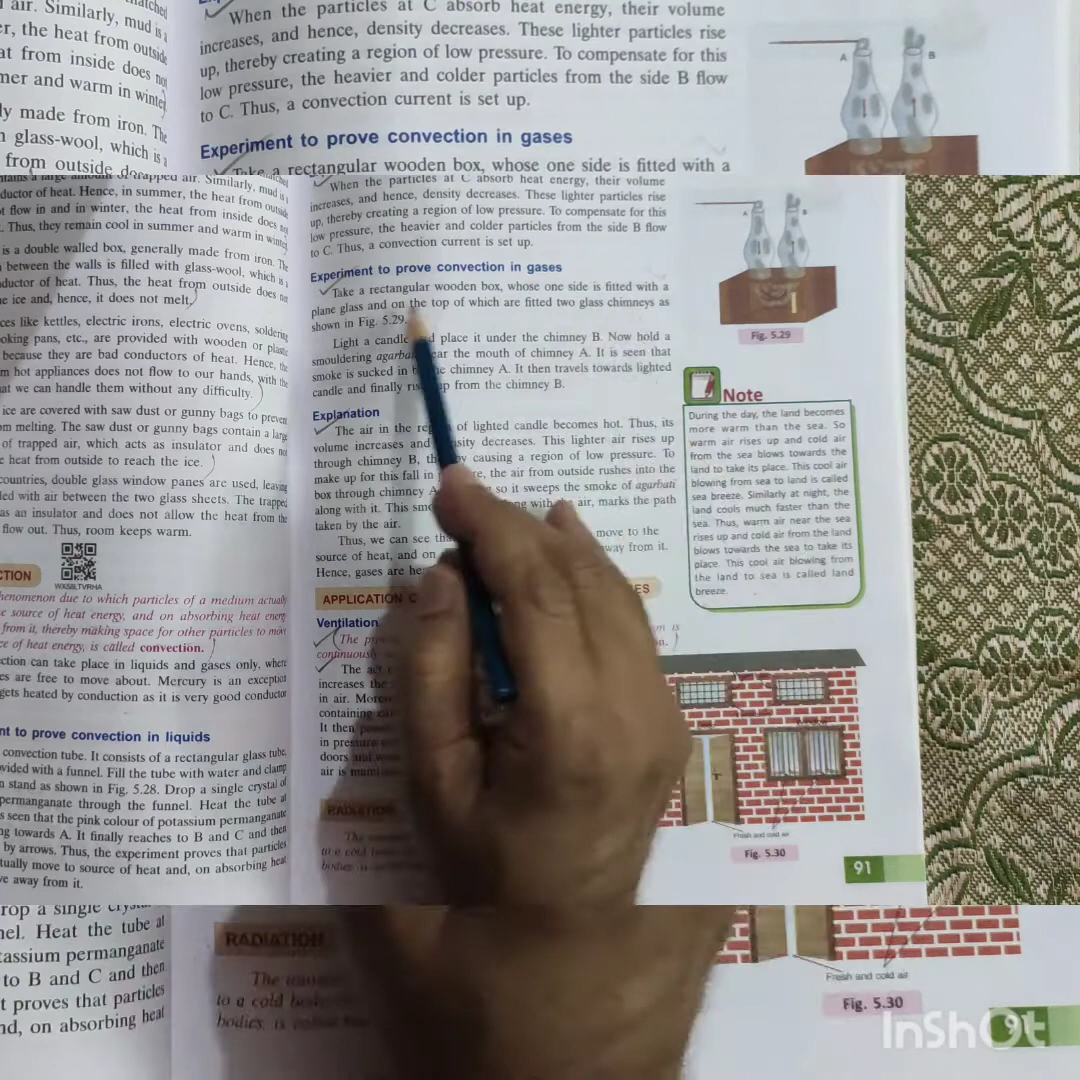 air. Similarly, mud is a
er, the heat from outside
at from inside does not
mer and warm in winter
ly made from iron. The
n glass-wool, which is a
from outside
When the particles at C absorb heat energy, their volume
increases, and hence, density decreases. These lighter particles rise
up, thereby creating a region of low pressure. To compensate for this
low pressure, the heavier and colder particles from the side B flow
to C. Thus, a convection current is set up.
Experiment to prove convection in gases
Take a rectangular wooden box, whose one side is fitted with a
A
B
trapped air. Similarly, mud is a
ductor of heat. Hence, in summer, the heat from outside
flow in and in winter, the heat from inside does not
. Thus, they remain cool in summer and warm in winter
is a double walled box, generally made from iron. The
between the walls is filled with glass-wool, which is a
ductor of heat. Thus, the heat from outside does not
e ice and, hence, it does not melt.
ces like kettles, electric irons, electric ovens, soldering
oking pans, etc., are provided with wooden or plastic
because they are bad conductors of heat. Hence, the
m hot appliances does not flow to our hands, with the
at we can handle them without any difficulty.
ice are covered with saw dust or gunny bags to prevent
om melting. The saw dust or gunny bags contain a large
of trapped air, which acts as insulator and does not
e heat from outside to reach the ice.
countries, double glass window panes are used, leaving
led with air between the two glass sheets. The trapped
as an insulator and does not allow the heat from the
flow out. Thus, room keeps warm.
CTION
WXS8LTVRHA
henomenon due to which particles of a medium actually
e source of heat energy, and on absorbing heat energy
from it, thereby making space for other particles to move
ce of heat energy, is called convection.
ction can take place in liquids and gases only, where
es are free to move about. Mercury is an exception
gets heated by conduction as it is very good conductor
nt to prove convection in liquids
convection tube. It consists of a rectangular glass tube,
vided with a funnel. Fill the tube with water and clamp
n stand as shown in Fig. 5.28. Drop a single crystal of
permanganate through the funnel. Heat the tube at
s seen that the pink colour of potassium permanganate
ng towards A. It finally reaches to B and C and then
by arrows. Thus, the experiment proves that particles
tually move to source of heat and, on absorbing heat
ve away from it.
When the particles at C absorb heat energy, their volume
increases, and hence, density decreases. These lighter particles rise
up, thereby creating a region of low pressure. To compensate for this
low pressure, the heavier and colder particles from the side B flow
to C. Thus, a convection current is set up.
Experiment to prove convection in gases
Take a rectangular wooden box, whose one side is fitted with a
plane glass and on the top of which are fitted two glass chimneys as
shown in Fig. 5.29.
Light a candle place it under the chimney B. Now hold a
smouldering the mouth of chimney A. It is seen that
smoke is sucked in chimney A. It then travels towards lighted
candle and finally up from the chimney B.
Explanation
The air in the of lighted candle becomes hot. Thus, its
volume increases and density decreases. This lighter air rises up
through chimney B, causing a region of low pressure. To
make up for this fall in the air from outside rushes into the
box through chimney A so it sweeps the smoke of agarbati
along with it. This with air, marks the path
taken by the air.
Thus, we can see move to the
source of heat, and on away from it.
Hence, gases are
APPLICATION
ES
Ventilation
The
continuously
The
increases the
in air.
containing
It then
in
doors
air is
RADIATION
to a cold
bodies
A
B
Fig. 5.29
Note
During the day, the land becomes
more warm than the sea. So
warm air rises up and cold air
from the sea blows towards the
land to take its place. This cool air
blowing from sea to land is called
sea breeze. Similarly at night, the
land cools much faster than the
sea. Thus, warm air near the sea
rises up and cold air from the land
blows towards the sea to take its
place. This cool air blowing from
the land to sea is called land
breeze.
Fresh and cold air
Fig. 5.30
91
rop a single
el. Heat the tube at
tassium permanganate
to B and C and then
t proves that particles
nd, on absorbing heat
RADIATION
The
to a cold
bodies, is
Fresh and cold air
Fig. 5.30
InShOt